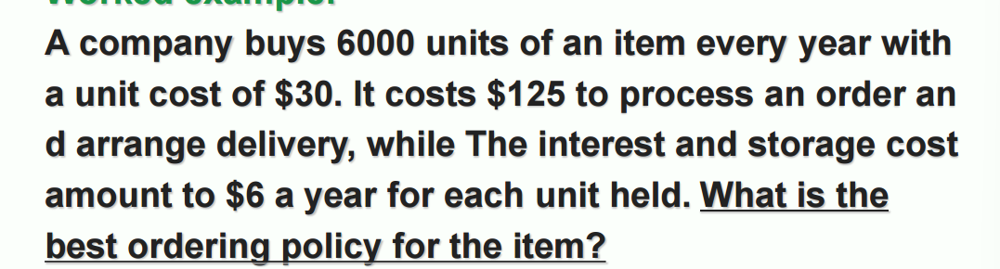 Worked example:
A company buys 6000 units of an item every year with
a unit cost of $30. It costs $125 to process an order an
d arrange delivery, while The interest and storage cost
amount to $6 a year for each unit held. What is the
best ordering policy for the item?